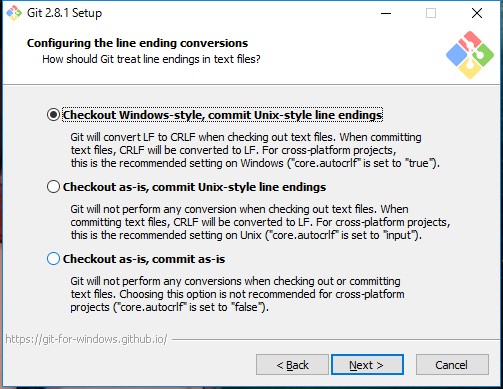 Git 2.8.1 Setup
Configuring the line ending conversions
How should Git treat line endings in text files?
Checkout Windows-style, commit Unix-style line endings
Git will convert LF to CRLF when checking out text files. When committing
text files, CRLF will be converted to LF. For cross-platform projects,
this is the recommended setting on Windows ("core.autocrlf" is set to "true").
Checkout as-is, commit Unix-style line endings
Git will not perform any conversion when checking out text files. When
committing text files, CRLF will be converted to LF. For cross-platform projects,
this is the recommended setting on Unix ("core.autocrlf" is set to "input").
Checkout as-is, commit as-is
Git will not perform any conversions when checking out or committing
text files. Choosing this option is not recommended for cross-platform
projects ("core.autocrlf" is set to "false").
https://git-for-windows.github.io/
< Back Next > Cancel